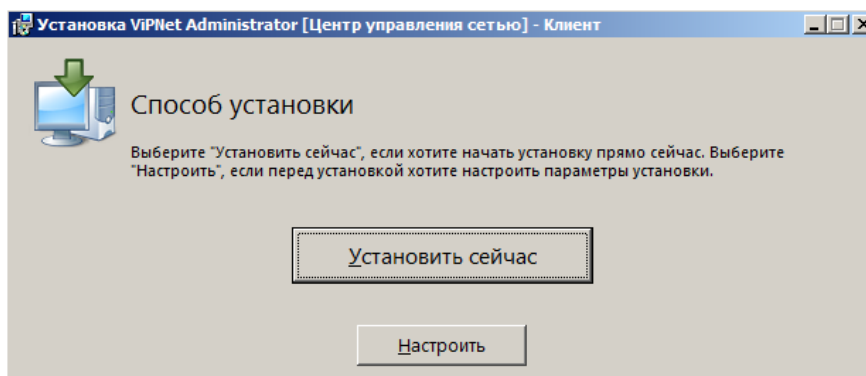 Установка ViPNet Administrator [Центр управления сетью] - Клиент
Способ установки
Выберите "Установить сейчас", если хотите начать установку прямо сейчас. Выберите
"Настроить", если перед установкой хотите настроить параметры установки.
Установить сейчас
Настроить